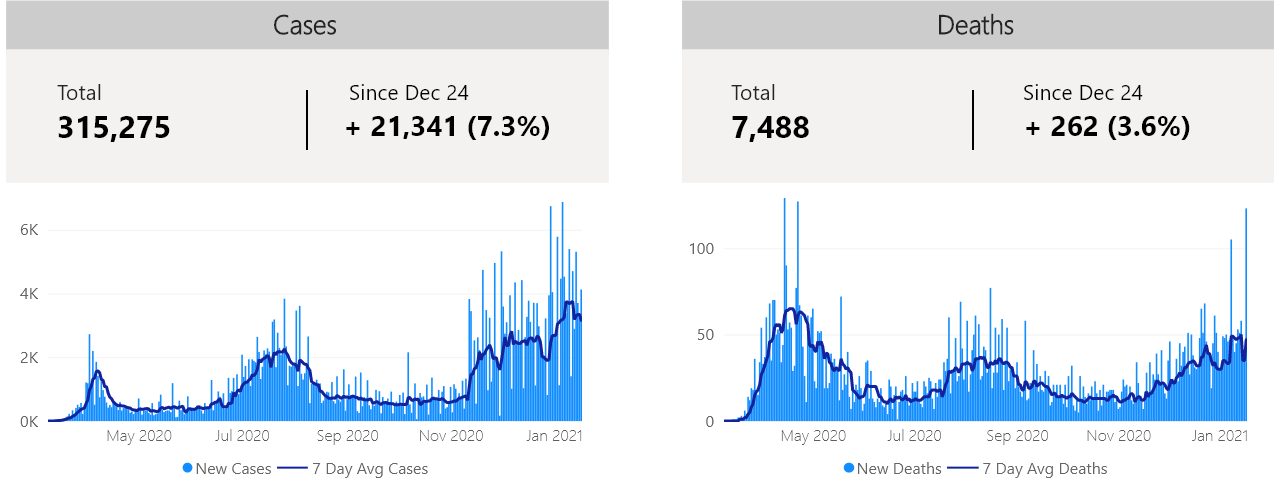 Cases
Total
Since Dec 24
315,275
+ 21,341 (7.3%)
6K
4K
2K
0K
May 2020 Jul 2020 Sep 2020 Nov 2020 Jan 2021
New Cases 7 Day Avg Cases
Deaths
Total
Since Dec 24
7,488
+ 262 (3.6%)
100
50
0
May 2020 Jul 2020 Sep 2020 Nov 2020 Jan 2021
New Deaths 7 Day Avg Deaths